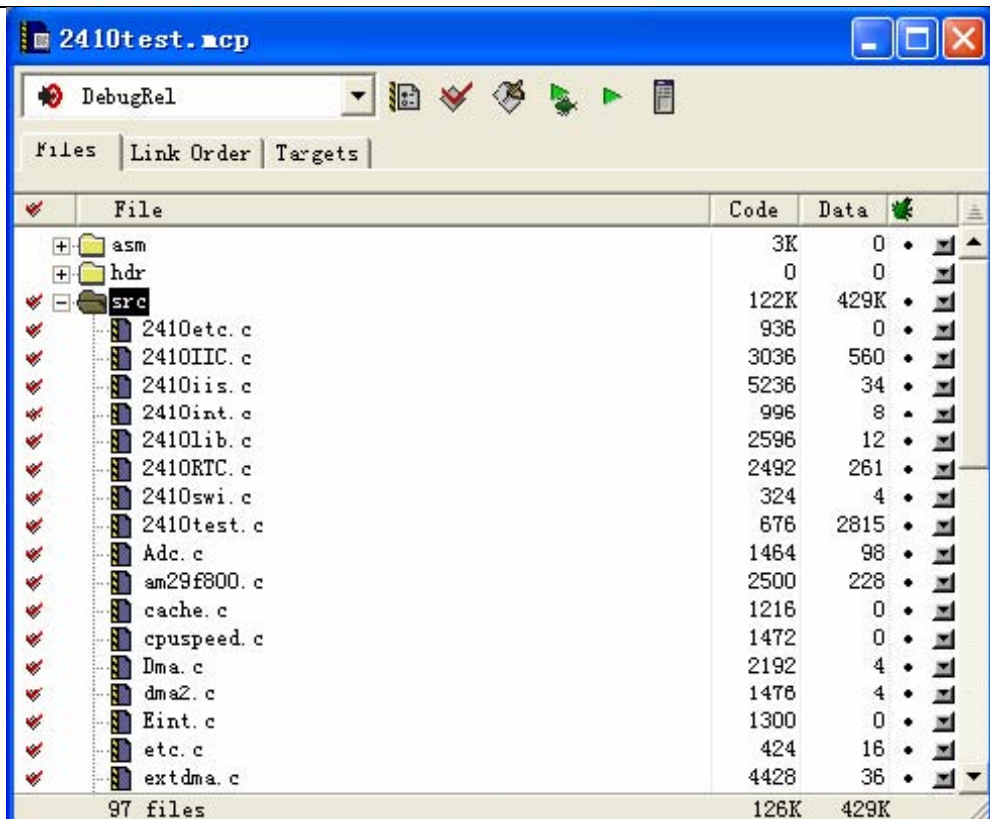 2410test.mcp
DebugRel
Files Link Order Targets
File Code Data
asm 3K 0
hdr 0 0
src 122K 429K
2410etc.c 936 0
2410IIC.c 3036 560
2410iis.c 5236 34
2410int.c 996 8
2410lib.c 2596 12
2410RTC.c 2492 261
2410swi.c 324 4
2410test.c 676 2815
Adc.c 1464 98
am29f800.c 2500 228
cache.c 1216 0
cpuspeed.c 1472 0
Dma.c 2192 4
dma2.c 1476 4
Eint.c 1300 0
etc.c 424 16
extdma.c 4428 36
97 files 126K 429K